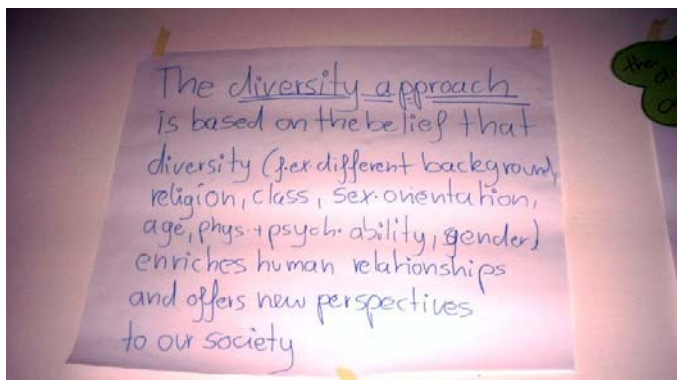 The diversity approach
is based on the belief that
diversity (f.ex. different background,
religion, class, sex. orientation,
age, phys. + psych. ability, gender)
enriches human relationships
and offers new perspectives
to our society
the